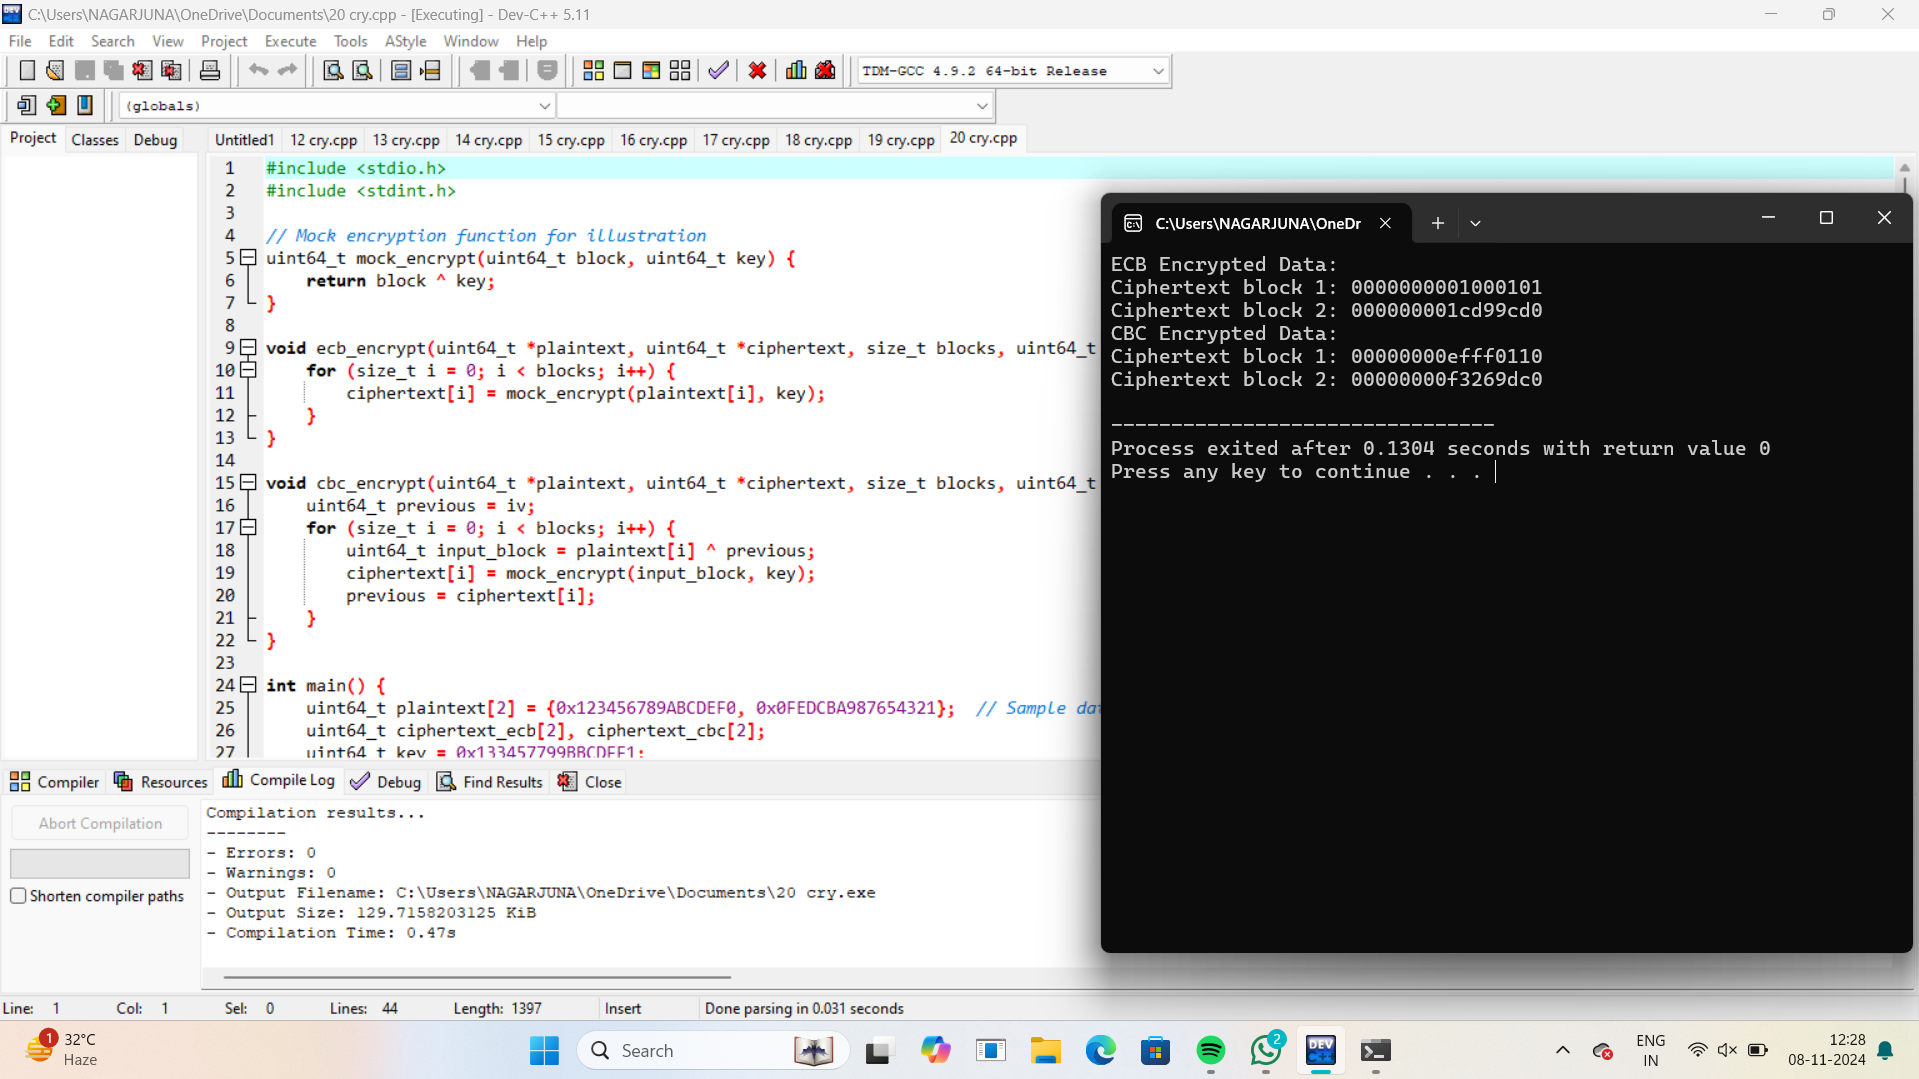 C:\Users\NAGARJUNA\OneDrive\Documents\20 cry.cpp - [Executing] - Dev-C++ 5.11
File Edit Search View Project Execute Tools AStyle Window Help
TDM-GCC 4.9.2 64-bit Release
(globals)
Project Classes Debug
Untitled1 12 cry.cpp 13 cry.cpp 14 cry.cpp 15 cry.cpp 16 cry.cpp 17 cry.cpp 18 cry.cpp 19 cry.cpp 20 cry.cpp
1 #include <stdio.h>
2 #include <stdint.h>
3
4 // Mock encryption function for illustration
5 uint64_t mock_encrypt(uint64_t block, uint64_t key) {
6 return block ^ key;
7 }
8
9 void ecb_encrypt(uint64_t *plaintext, uint64_t *ciphertext, size_t blocks, uint64_t
10 for (size_t i = 0; i < blocks; i++) {
11 ciphertext[i] = mock_encrypt(plaintext[i], key);
12 }
13 }
14
15 void cbc_encrypt(uint64_t *plaintext, uint64_t *ciphertext, size_t blocks, uint64_t
16 uint64_t previous = iv;
17 for (size_t i = 0; i < blocks; i++) {
18 uint64_t input_block = plaintext[i] ^ previous;
19 ciphertext[i] = mock_encrypt(input_block, key);
20 previous = ciphertext[i];
21 }
22 }
23
24 int main() {
25 uint64_t plaintext[2] = {0x123456789ABCDEF0, 0x0FEDCBA987654321}; // Sample
26 uint64_t ciphertext_ecb[2], ciphertext_cbc[2];
27 uint64_t key = 0x133457799BBCDFF1;
C:\Users\NAGARJUNA\OneDr
ECB Encrypted Data:
Ciphertext block 1: 0000000001000101
Ciphertext block 2: 000000001cd99cd0
CBC Encrypted Data:
Ciphertext block 1: 00000000efff0110
Ciphertext block 2: 00000000f3269dc0
--------------------------------
Process exited after 0.1304 seconds with return value 0
Press any key to continue . . .
Compiler Resources Compile Log Debug Find Results Close
Abort Compilation
Shorten compiler paths
Compilation results...
--------
- Errors: 0
- Warnings: 0
- Output Filename: C:\Users\NAGARJUNA\OneDrive\Documents\20 cry.exe
- Output Size: 129.7158203125 KiB
- Compilation Time: 0.47s
Line: 1 Col: 1 Sel: 0 Lines: 44 Length: 1397 Insert Done parsing in 0.031 seconds
1
32°C
Haze
Search
2
DEV
ENG
IN
12:28
08-11-2024